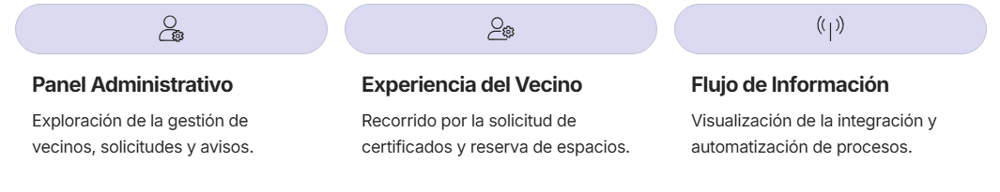 Panel Administrativo
Exploración de la gestión de
vecinos, solicitudes y avisos.
Experiencia del Vecino
Recorrido por la solicitud de
certificados y reserva de espacios.
Flujo de Información
Visualización de la integración y
automatización de procesos.